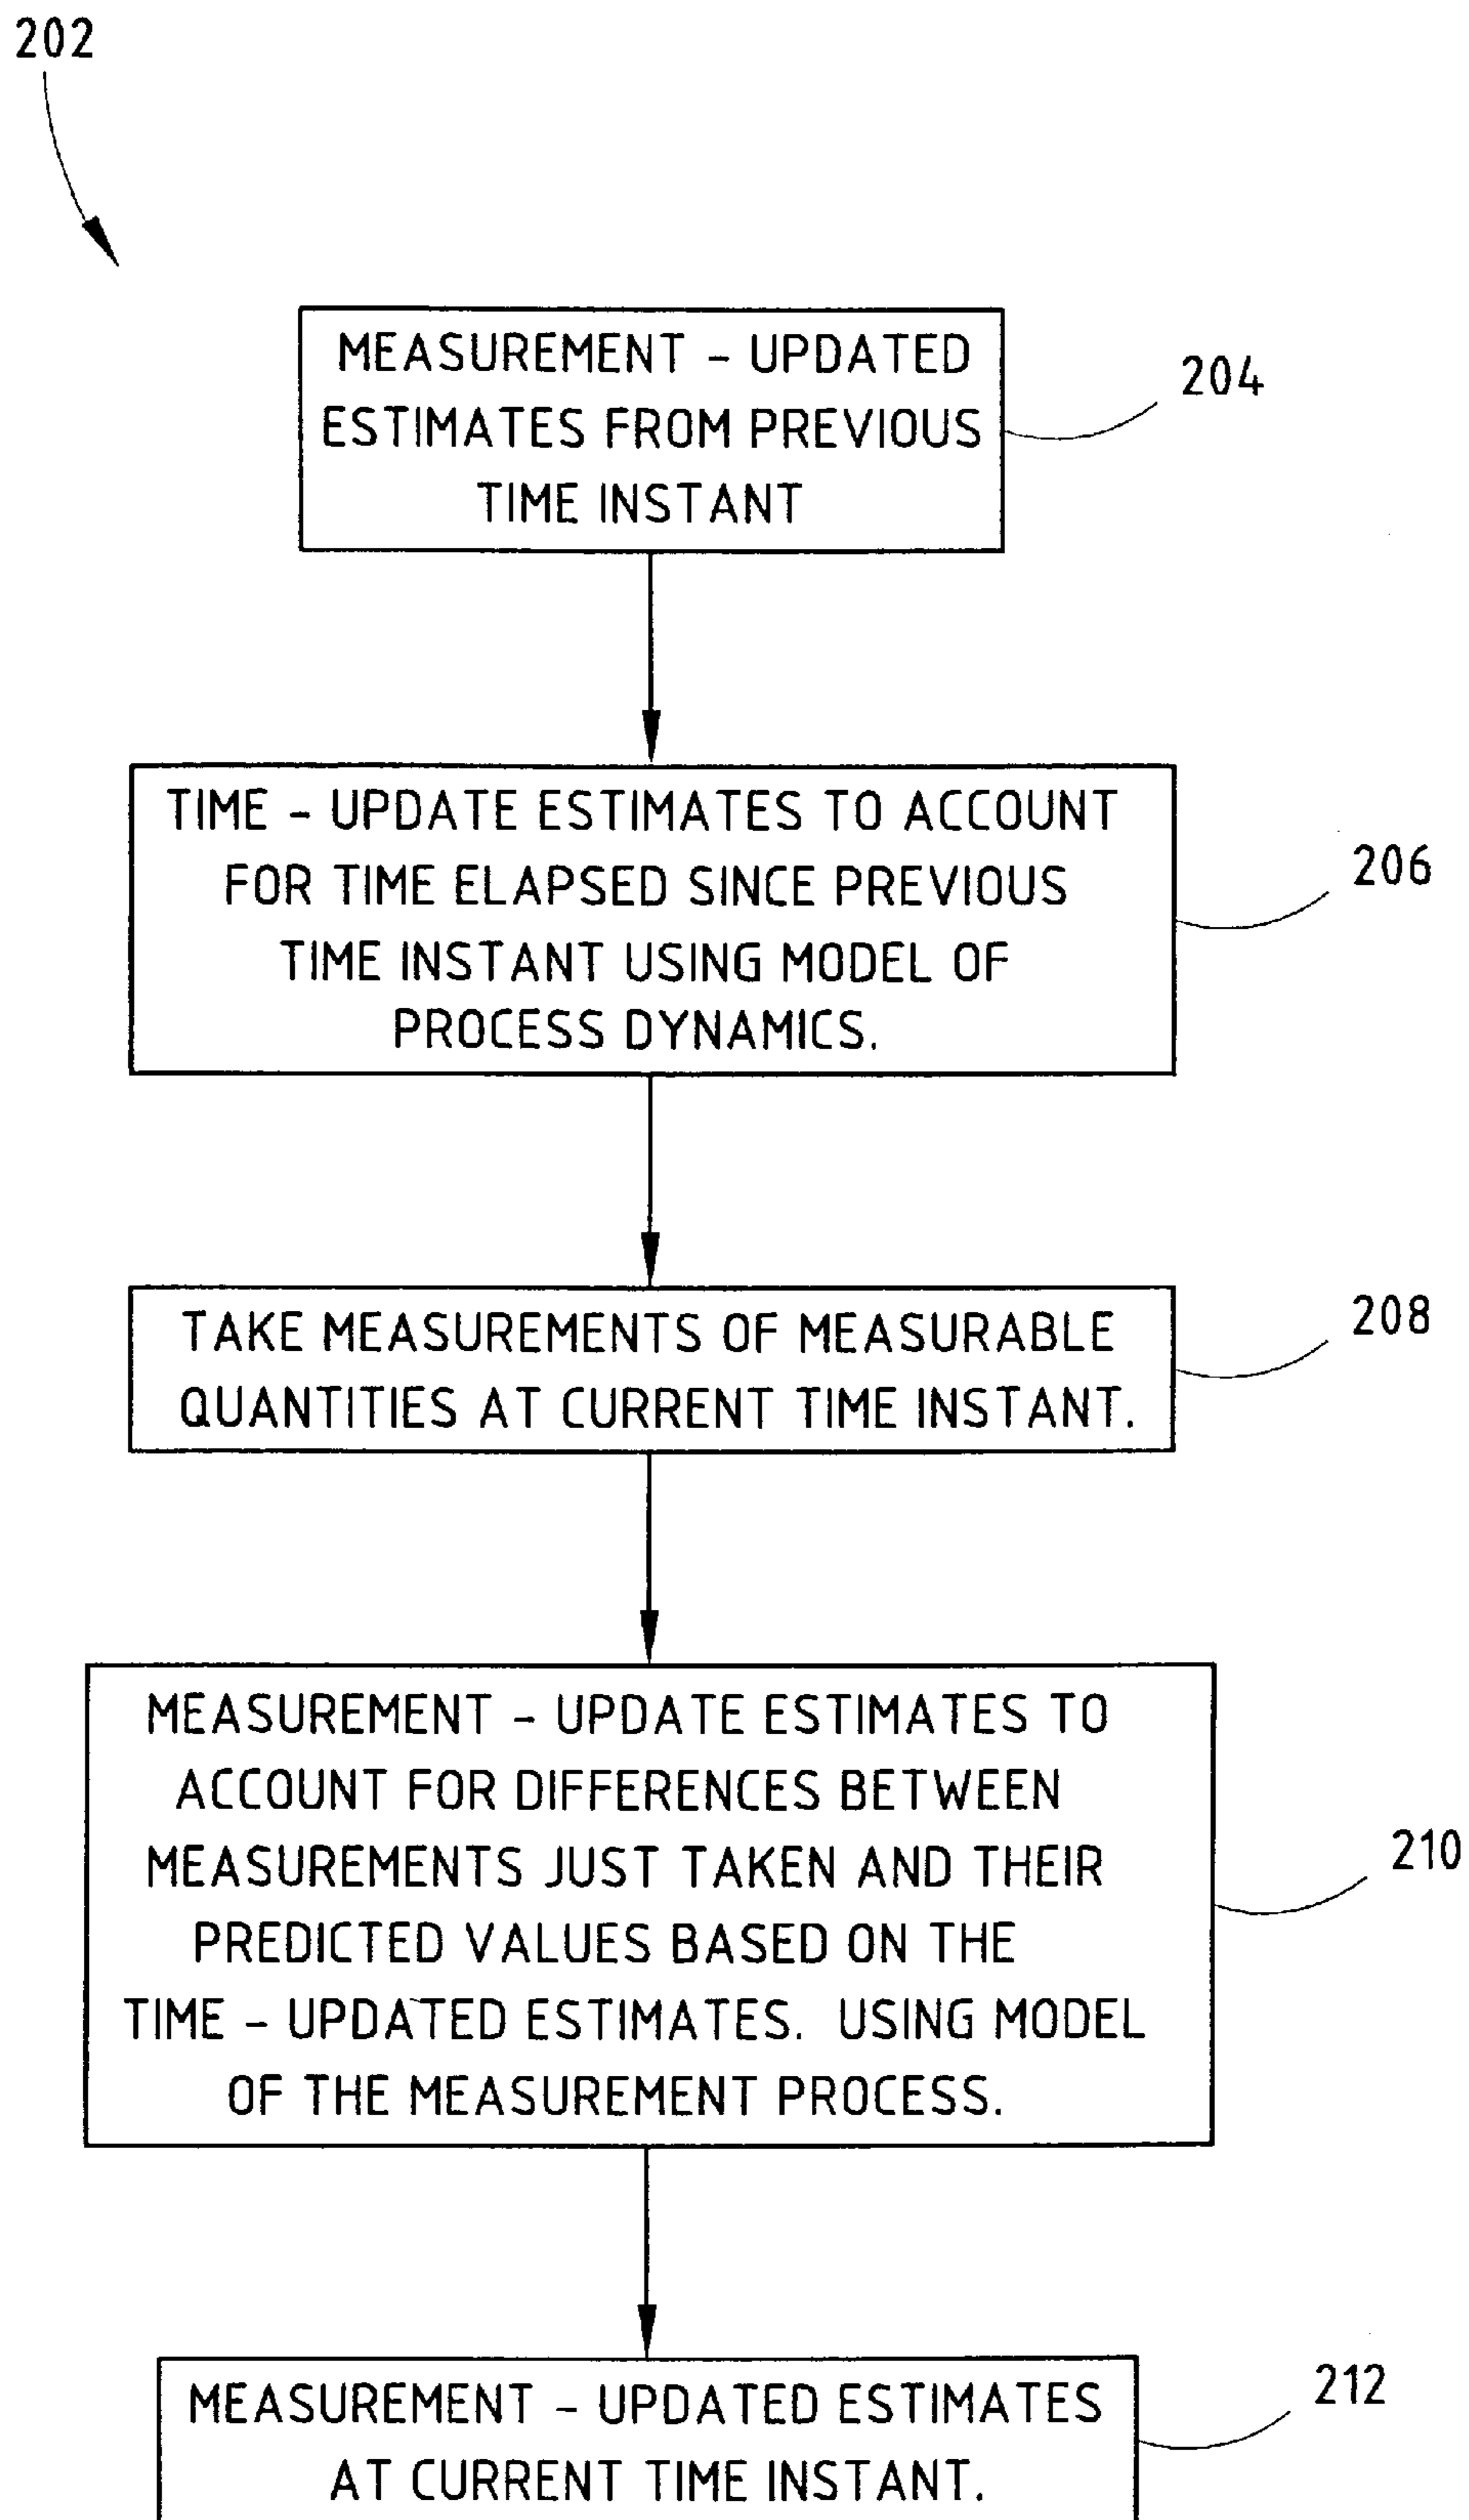 202
MEASUREMENT - UPDATED
ESTIMATES FROM PREVIOUS
TIME INSTANT
204
TIME - UPDATE ESTIMATES TO ACCOUNT
FOR TIME ELAPSED SINCE PREVIOUS
TIME INSTANT USING MODEL OF
PROCESS DYNAMICS.
206
TAKE MEASUREMENTS OF MEASURABLE
QUANTITIES AT CURRENT TIME INSTANT.
208
MEASUREMENT - UPDATE ESTIMATES TO
ACCOUNT FOR DIFFERENCES BETWEEN
MEASUREMENTS JUST TAKEN AND THEIR
PREDICTED VALUES BASED ON THE
TIME - UPDATED ESTIMATES. USING MODEL
OF THE MEASUREMENT PROCESS.
210
MEASUREMENT - UPDATED ESTIMATES
AT CURRENT TIME INSTANT.
212